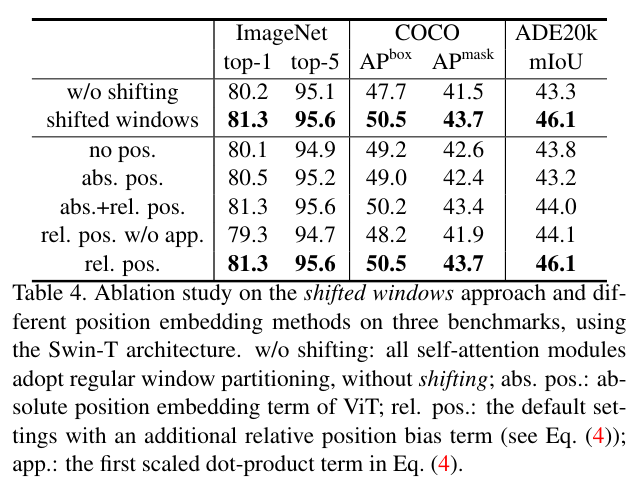 ImageNet COCO ADE20k
top-1 top-5 AP^box AP^mask mIoU
w/o shifting 80.2 95.1 47.7 41.5 43.3
shifted windows 81.3 95.6 50.5 43.7 46.1
no pos. 80.1 94.9 49.2 42.6 43.8
abs. pos. 80.5 95.2 49.0 42.4 43.2
abs.+rel. pos. 81.3 95.6 50.2 43.4 44.0
rel. pos. w/o app. 79.3 94.7 48.2 41.9 44.1
rel. pos. 81.3 95.6 50.5 43.7 46.1
Table 4. Ablation study on the shifted windows approach and dif-
ferent position embedding methods on three benchmarks, using
the Swin-T architecture. w/o shifting: all self-attention modules
adopt regular window partitioning, without shifting; abs. pos.: ab-
solute position embedding term of ViT; rel. pos.: the default set-
tings with an additional relative position bias term (see Eq. (4));
app.: the first scaled dot-product term in Eq. (4).